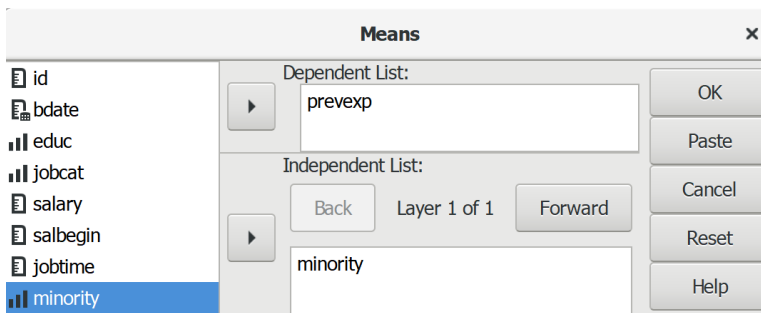 Means
id
bdate
educ
jobcat
salary
salbegin
jobtime
minority
Dependent List:
prevexp
Independent List:
Back Layer 1 of 1 Forward
minority
OK
Paste
Cancel
Reset
Help